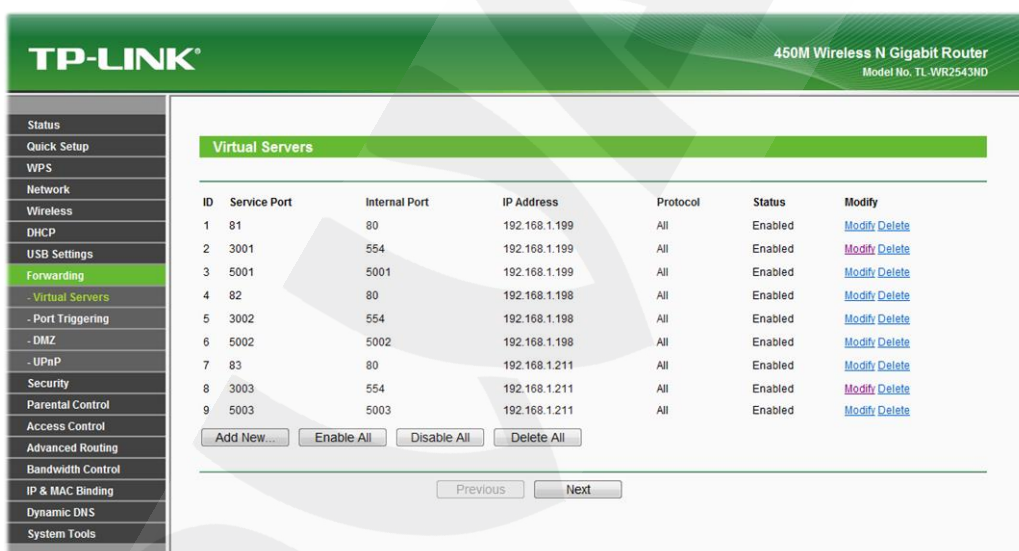 TP-LINK®
450M Wireless N Gigabit Router
Model No. TL-WR2543ND
Status
Quick Setup
WPS
Network
Wireless
DHCP
USB Settings
Forwarding
- Virtual Servers
- Port Triggering
- DMZ
- UPnP
Security
Parental Control
Access Control
Advanced Routing
Bandwidth Control
IP & MAC Binding
Dynamic DNS
System Tools
Virtual Servers
ID Service Port Internal Port IP Address Protocol Status Modify
1 81 80 192.168.1.199 All Enabled Modify Delete
2 3001 554 192.168.1.199 All Enabled Modify Delete
3 5001 5001 192.168.1.199 All Enabled Modify Delete
4 82 80 192.168.1.198 All Enabled Modify Delete
5 3002 554 192.168.1.198 All Enabled Modify Delete
6 5002 5002 192.168.1.198 All Enabled Modify Delete
7 83 80 192.168.1.211 All Enabled Modify Delete
8 3003 554 192.168.1.211 All Enabled Modify Delete
9 5003 5003 192.168.1.211 All Enabled Modify Delete
Add New... Enable All Disable All Delete All
Previous Next